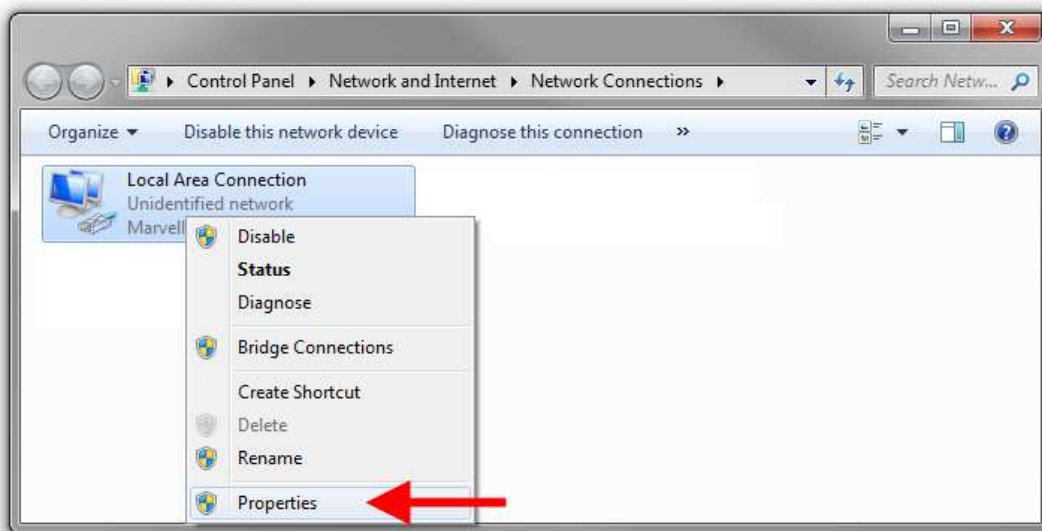 Control Panel ▸ Network and Internet ▸ Network Connections ▸
Search Netw...
Organize Disable this network device Diagnose this connection »
Local Area Connection
Unidentified network
Marvell
Disable
Status
Diagnose
Bridge Connections
Create Shortcut
Delete
Rename
Properties